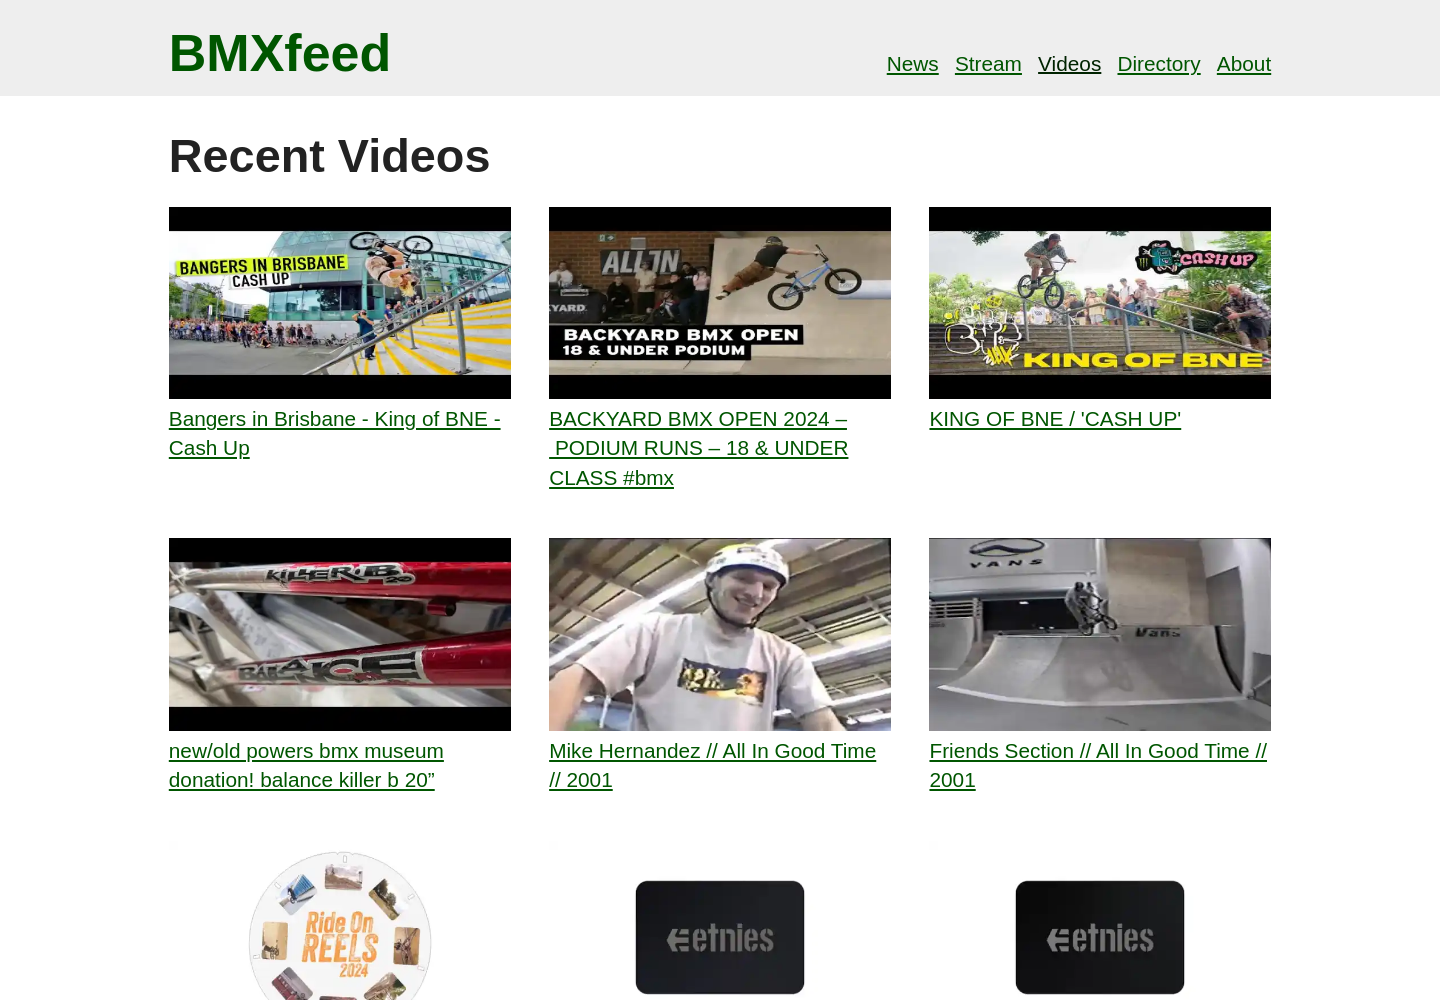 BMXfeed
News Stream Videos Directory About
Recent Videos
BANGERS IN BRISBANE
CASH UP
ALL IN
YARD
BACKYARD BMX OPEN
18 & UNDER PODIUM
CASH UP
KING OF BNE
Bangers in Brisbane - King of BNE -
Cash Up
BACKYARD BMX OPEN 2024 –
PODIUM RUNS – 18 & UNDER
CLASS #bmx
KING OF BNE / 'CASH UP'
KILLER B
20
BALANCE
VANS
Vans
new/old powers bmx museum
donation! balance killer b 20”
Mike Hernandez // All In Good Time
// 2001
Friends Section // All In Good Time //
2001
Ride On
REELS
2024
etnies
etnies